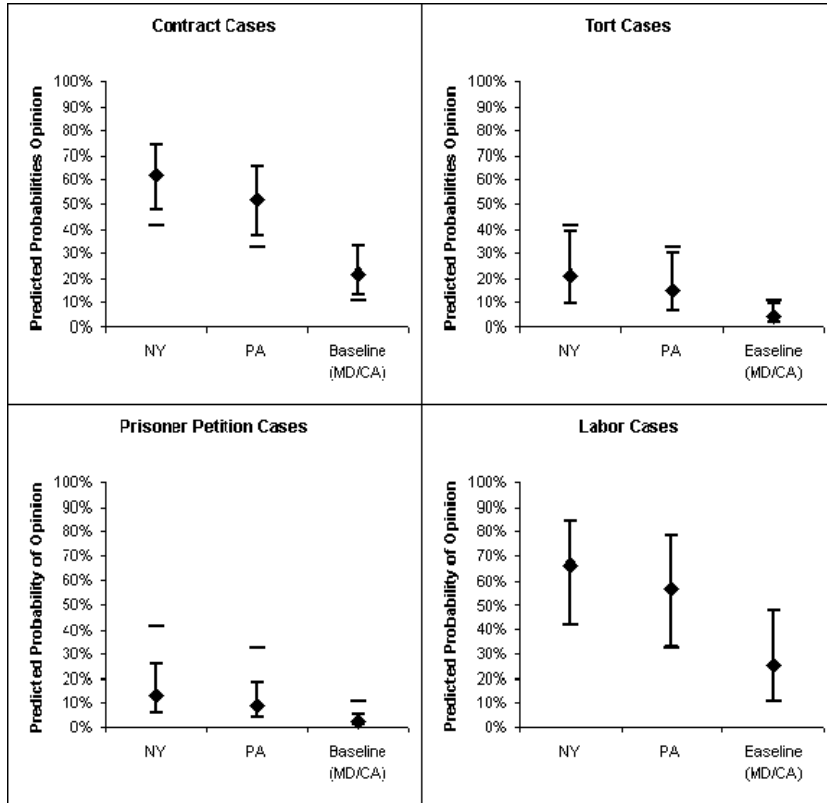 Contract Cases
Predicted Probabilities Opinion
100%
90%
80%
70%
60%
50%
40%
30%
20%
10%
0%
NY PA Baseline
(MD/CA)
Tort Cases
Predicted Probabilities Opinion
100%
90%
80%
70%
60%
50%
40%
30%
20%
10%
0%
NY PA Easeline
(MD/CA)
Prisoner Petition Cases
Predicted Probability of Opinion
100%
90%
80%
70%
60%
50%
40%
30%
20%
10%
0%
NY PA Baseline
(MD/CA)
Labor Cases
Predicted Probability of Opinion
100%
90%
80%
70%
60%
50%
40%
30%
20%
10%
0%
NY PA Easeline
(MD/CA)